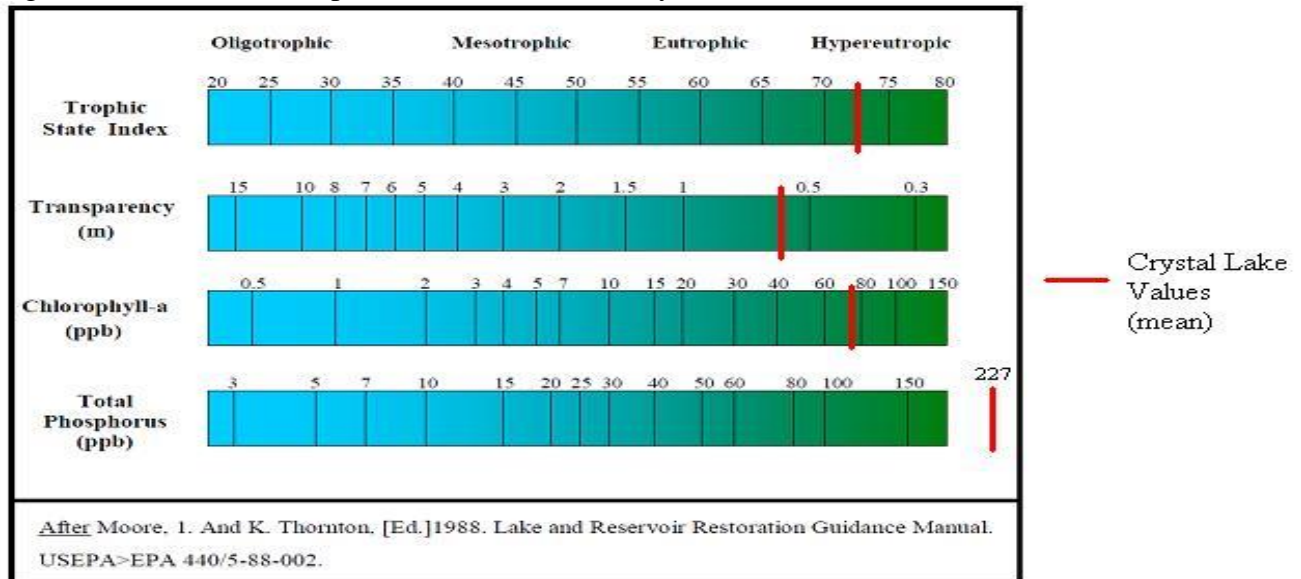 Oligotrophic Mesotrophic Eutrophic Hypereutropic
20 25 30 35 40 45 50 55 60 65 70 75 80
Trophic
State Index
15 10 8 7 6 5 4 3 2 1.5 1 0.5 0.3
Transparency
(m)
0.5 1 2 3 4 5 7 10 15 20 30 40 60 80 100 150
Chlorophyll-a
(ppb)
3 5 7 10 15 20 25 30 40 50 60 80 100 150 227
Total
Phosphorus
(ppb)
Crystal Lake
Values
(mean)
After Moore, 1. And K. Thornton, [Ed.]1988. Lake and Reservoir Restoration Guidance Manual.
USEPA>EPA 440/5-88-002.